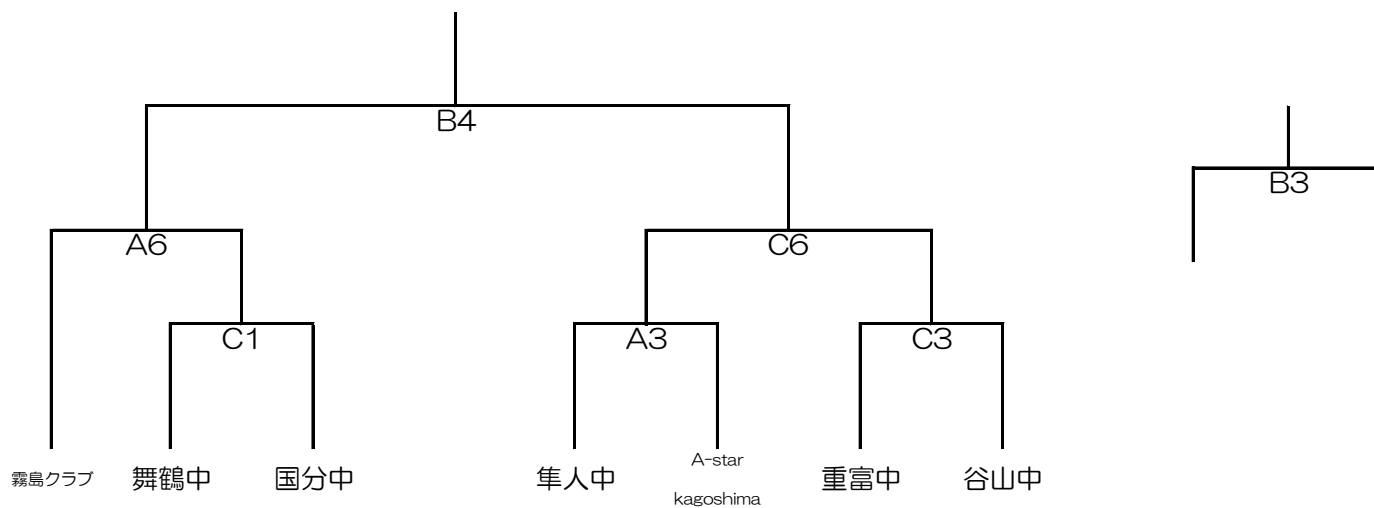 B4
B3
A6
C6
C1
A3
C3
霧島クラブ
舞鶴中
国分中
隼人中
A-star
kagoshima
重富中
谷山中